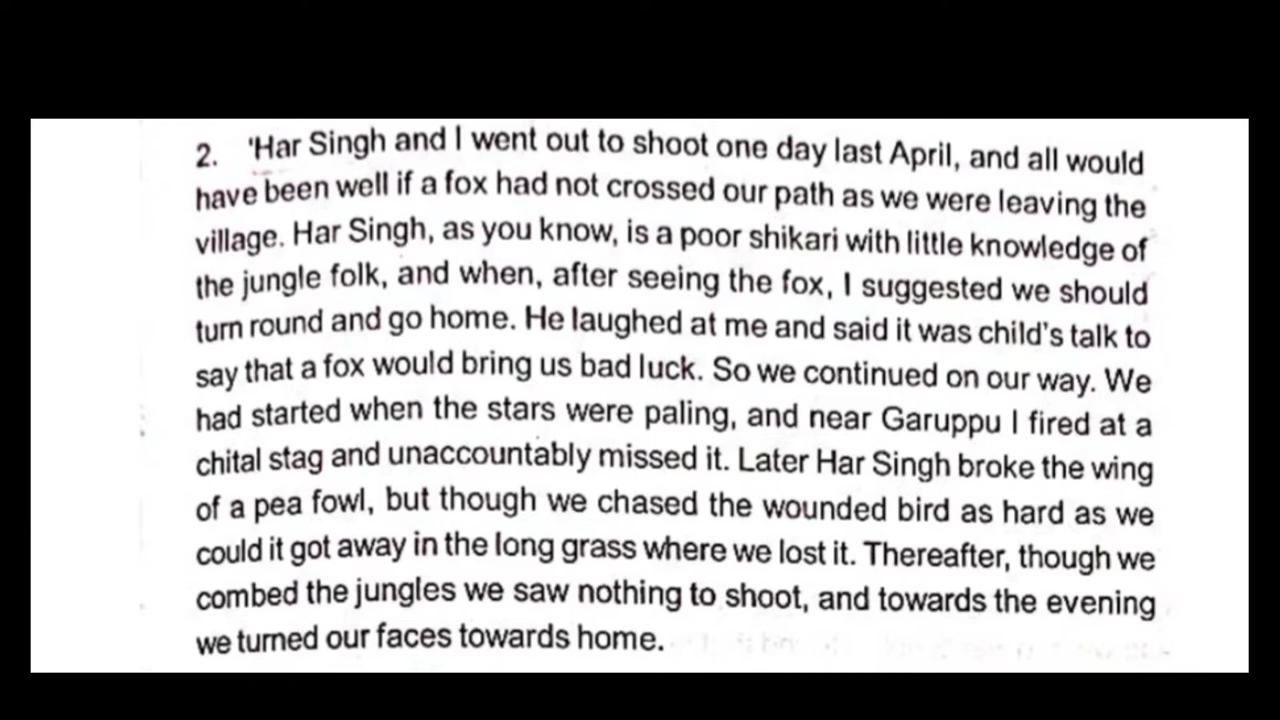 2. 'Har Singh and I went out to shoot one day last April, and all would
have been well if a fox had not crossed our path as we were leaving the
village. Har Singh, as you know, is a poor shikari with little knowledge of
the jungle folk, and when, after seeing the fox, I suggested we should
turn round and go home. He laughed at me and said it was child's talk to
say that a fox would bring us bad luck. So we continued on our way. We
had started when the stars were paling, and near Garuppu I fired at a
chital stag and unaccountably missed it. Later Har Singh broke the wing
of a pea fowl, but though we chased the wounded bird as hard as we
could it got away in the long grass where we lost it. Thereafter, though we
combed the jungles we saw nothing to shoot, and towards the evening
we turned our faces towards home.